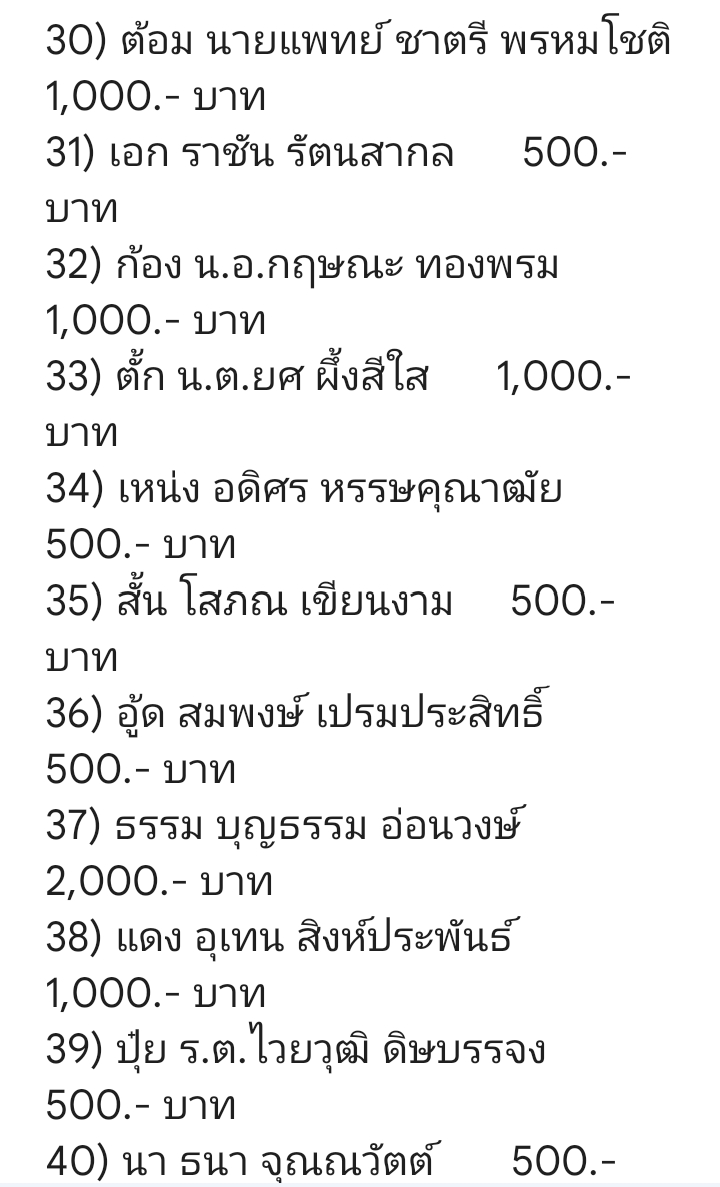 30) ต้อม นายแพทย์ ชาตรี พรหมโชติ
1,000.- บาท
31) เอก ราชัน รัตนสากล 500.-
บาท
32) ก้อง น.อ.กฤษณะ ทองพรม
1,000.- บาท
33) ตั้ก น.ต.ยศ ผึ้งสีใส 1,000.-
บาท
34) เหน่ง อดิศร หรรษคุณาฒัย
500.- บาท
35) สั้น โสภณ เขียนงาม 500.-
บาท
36) อู้ด สมพงษ์ เปรมประสิทธิ์
500.- บาท
37) ธรรม บุญธรรม อ่อนวงษ์
2,000.- บาท
38) แดง อุเทน สิงห์ประพันธ์
1,000.- บาท
39) ปุ๋ย ร.ต.ไวยวุฒิ ดิษบรรจง
500.- บาท
40) นา ธนา จุณณวัตต์ 500.-